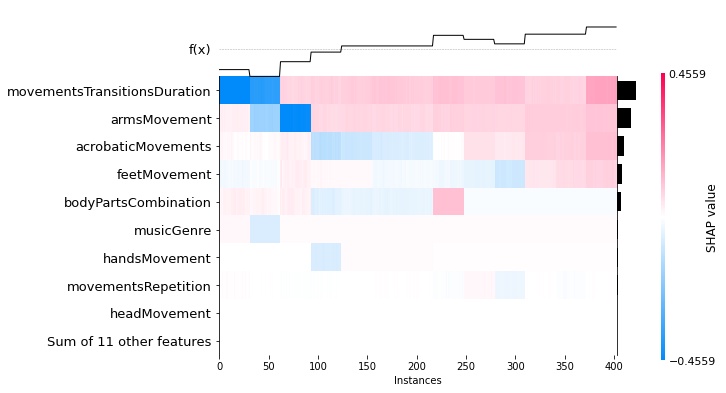 f(x)
0.4559
movementsTransitionsDuration
armsMovement
acrobaticMovements
feetMovement
bodyPartsCombination
musicGenre
handsMovement
movementsRepetition
headMovement
Sum of 11 other features
SHAP value
−0.4559
0 50 100 150 200 250 300 350 400
Instances